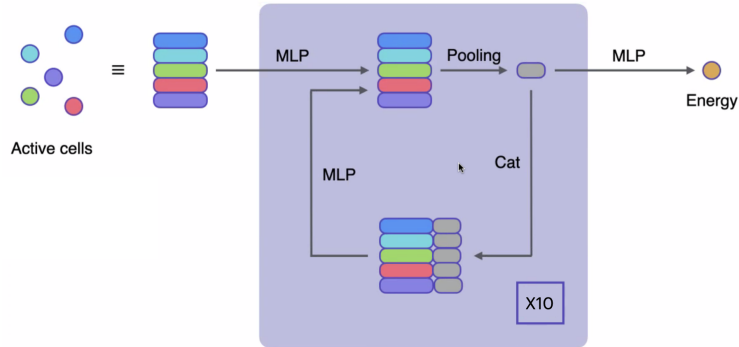 MLP
Pooling
MLP
≡
Energy
Active cells
Cat
MLP
X10